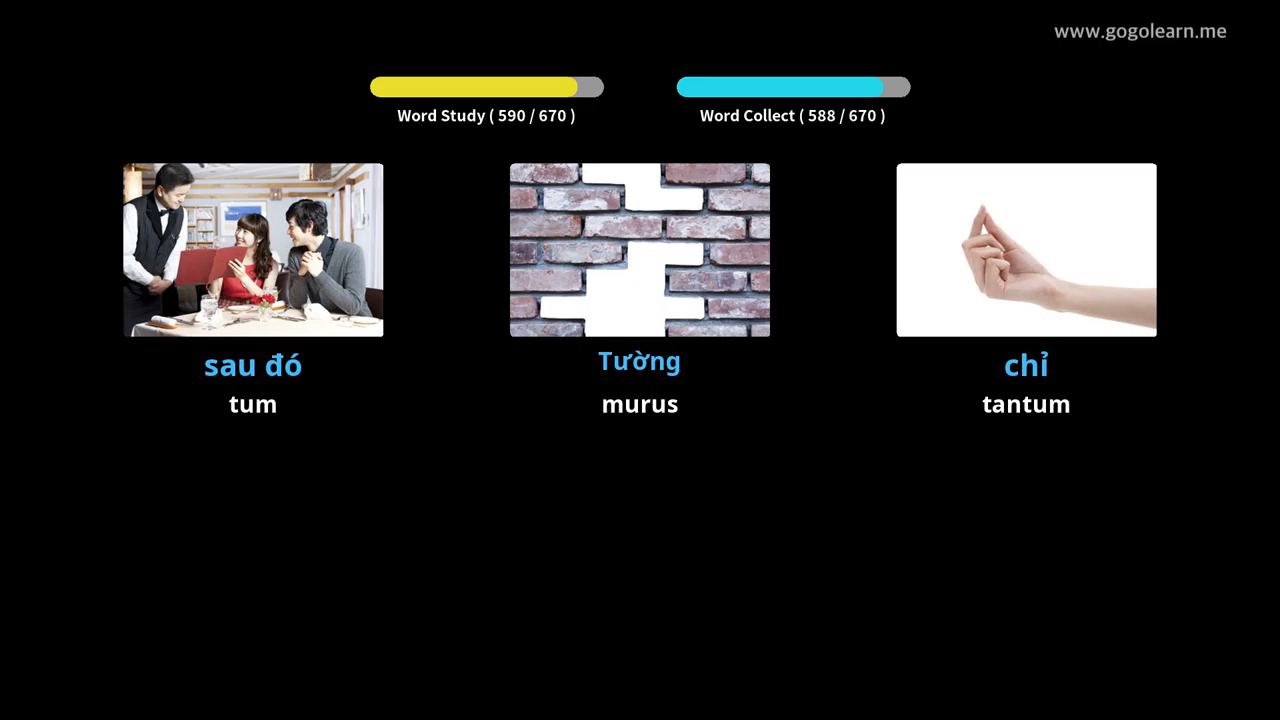 www.gogolearn.me
Word Study ( 590 / 670 )
Word Collect ( 588 / 670 )
sau đó
tum
Tường
murus
chỉ
tantum